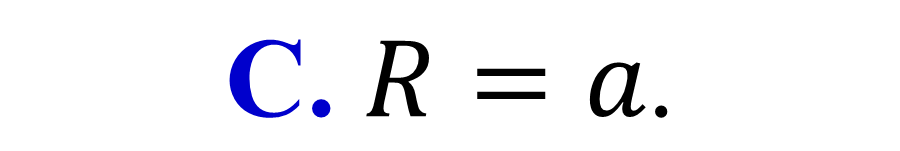 C. R = a.